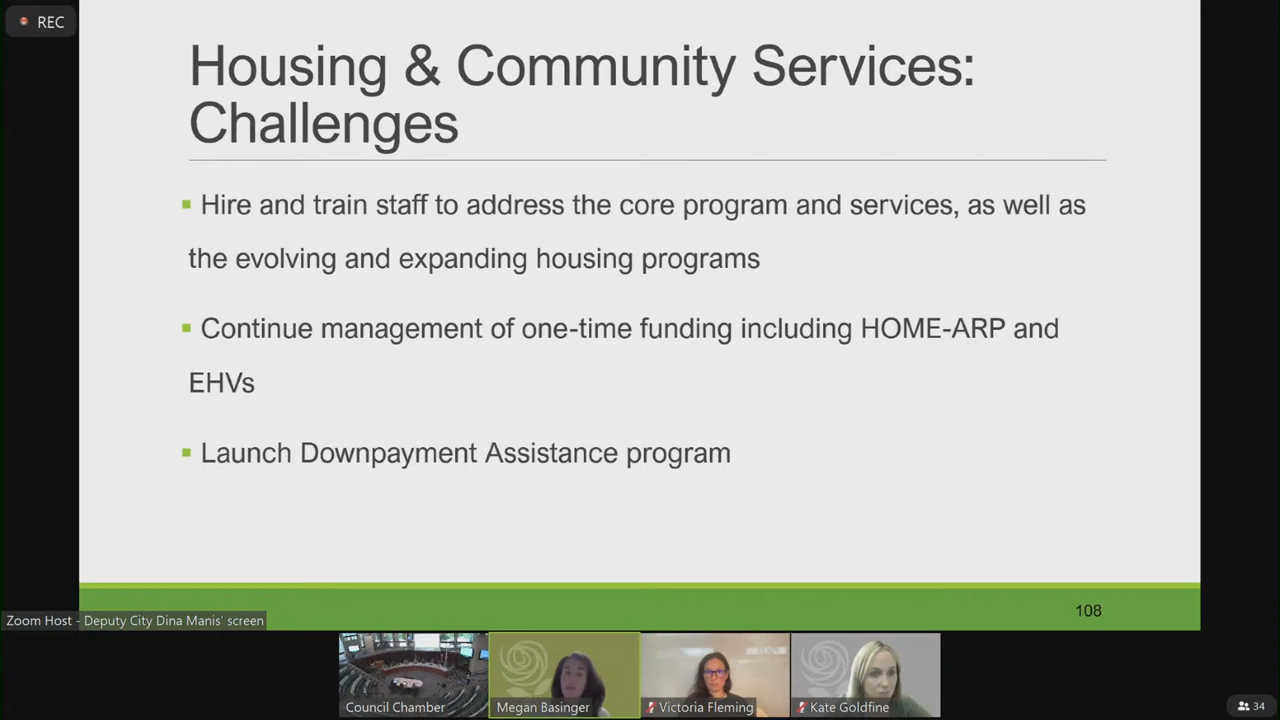 REC
Housing & Community Services:
Challenges
Hire and train staff to address the core program and services, as well as
the evolving and expanding housing programs
Continue management of one-time funding including HOME-ARP and
EHVs
Launch Downpayment Assistance program
108
Zoom Host - Deputy City Dina Manis' screen
Council Chamber
Megan Basinger
Victoria Fleming
Kate Goldfine
34